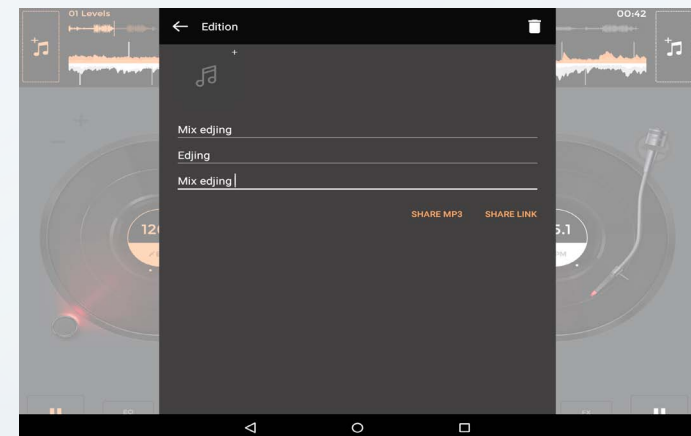 01 Levels
Edition
00:42
Mix edjing
Edjing
Mix edjing
SHARE MP3 SHARE LINK